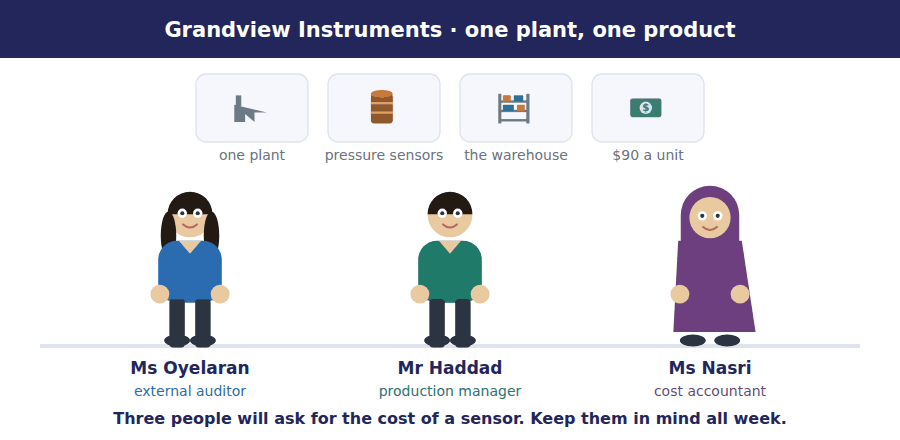 Grandview Instruments · one plant, one product
one plant
pressure sensors
the warehouse
$90 a unit
$
Ms Oyelaran
external auditor
Mr Haddad
production manager
Ms Nasri
cost accountant
Three people will ask for the cost of a sensor. Keep them in mind all week.